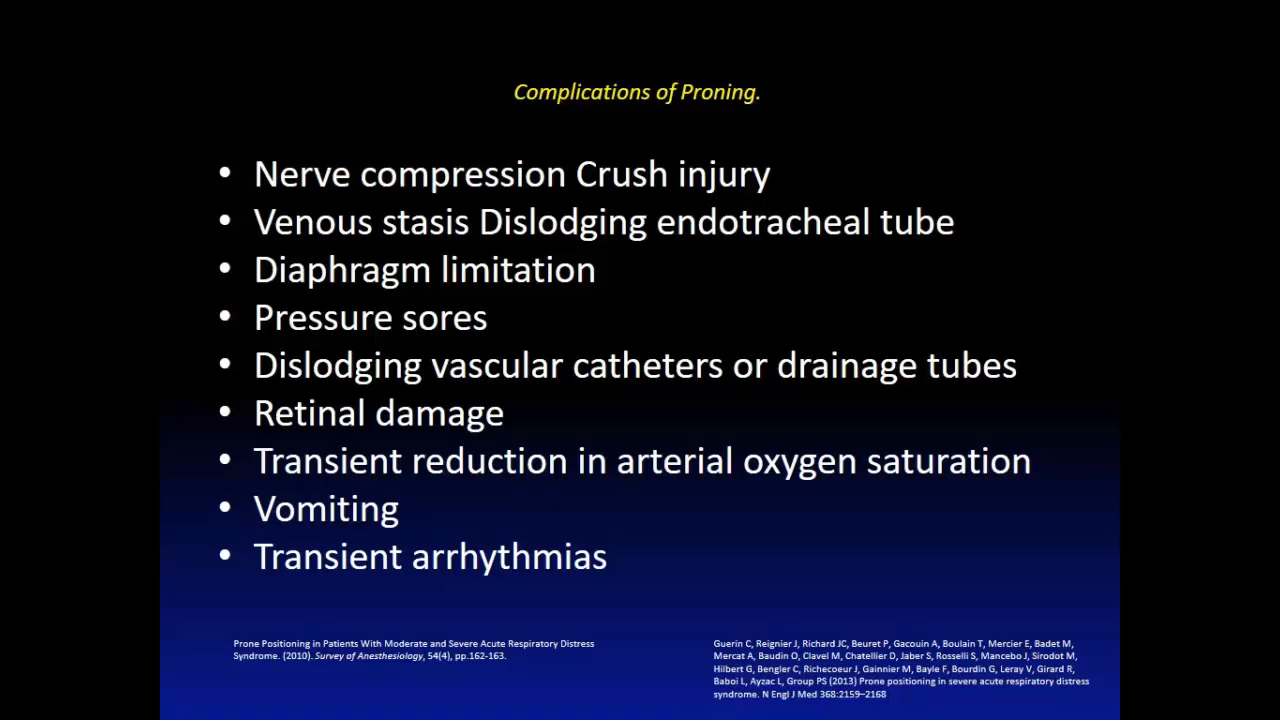 Complications of Proning.
• Nerve compression Crush injury
• Venous stasis Dislodging endotracheal tube
• Diaphragm limitation
• Pressure sores
• Dislodging vascular catheters or drainage tubes
• Retinal damage
• Transient reduction in arterial oxygen saturation
• Vomiting
• Transient arrhythmias
Prone Positioning in Patients With Moderate and Severe Acute Respiratory Distress
Syndrome. (2010). Survey of Anesthesiology, 54(4), pp.162-163.
Guerin C, Reignier J, Richard JC, Beuret P, Gacouin A, Boulain T, Mercier E, Badet M,
Mercat A, Baudin O, Clavel M, Chatellier D, Jaber S, Rosselli S, Mancebo J, Sirodot M,
Hilbert G, Bengler C, Richecoeur J, Gainnier M, Bayle F, Bourdin G, Leray V, Girard R,
Baboi L, Ayzac L, Group PS (2013) Prone positioning in severe acute respiratory distress
syndrome. N Engl J Med 368:2159–2168